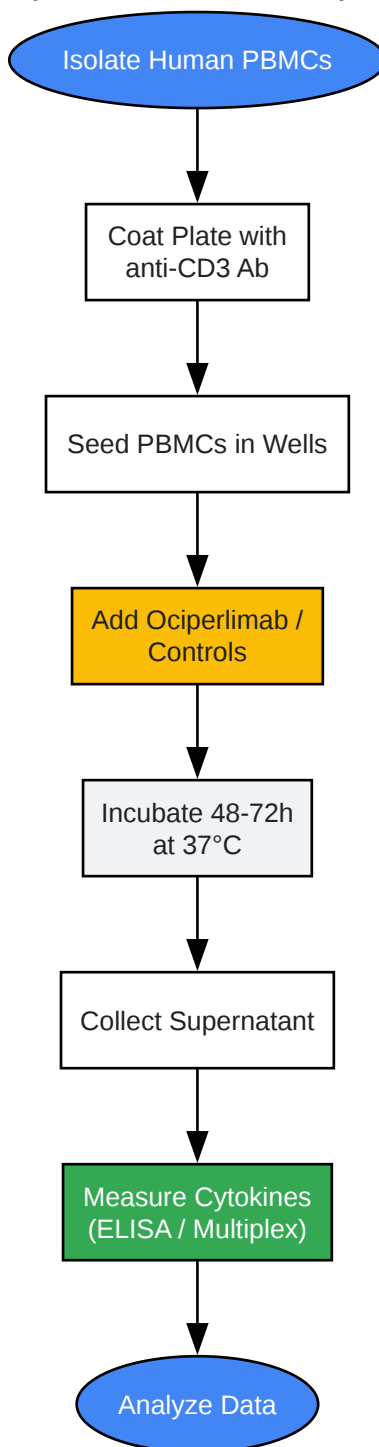 Isolate Human PBMCs
Coat Plate with
anti-CD3 Ab
Seed PBMCs in Wells
Add Ociperlimab /
Controls
Incubate 48-72h
at 37°C
Collect Supernatant
Measure Cytokines
(ELISA / Multiplex)
Analyze Data